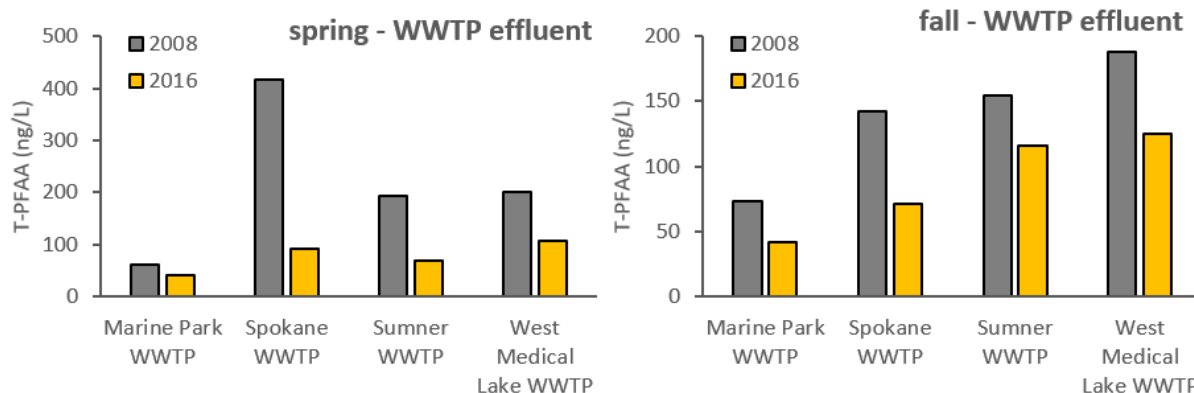 spring - WWTP effluent
2008
2016
T-PFAA (ng/L)
500
400
300
200
100
0
Marine Park
WWTP
Spokane
WWTP
Sumner
WWTP
West
Medical
Lake WWTP
fall - WWTP effluent
2008
2016
T-PFAA (ng/L)
200
150
100
50
0
Marine Park
WWTP
Spokane
WWTP
Sumner
WWTP
West
Medical
Lake WWTP